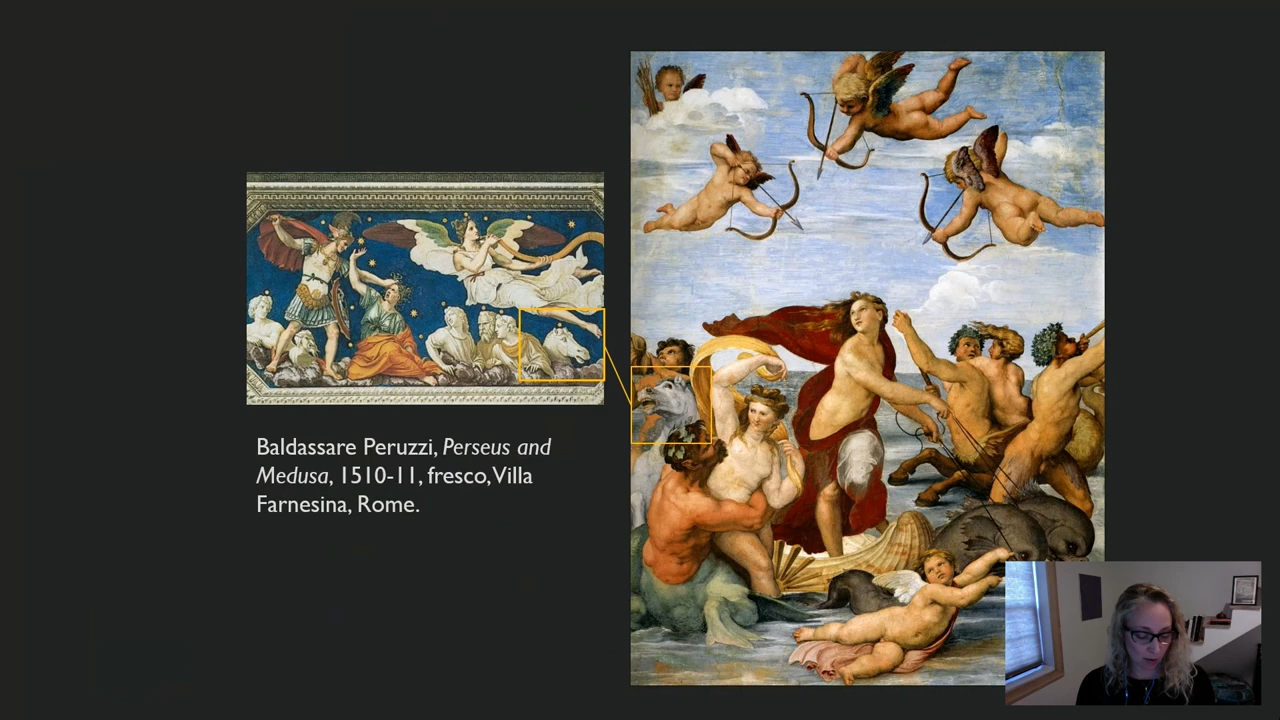 Baldassare Peruzzi, Perseus and
Medusa, 1510-11, fresco, Villa
Farnesina, Rome.